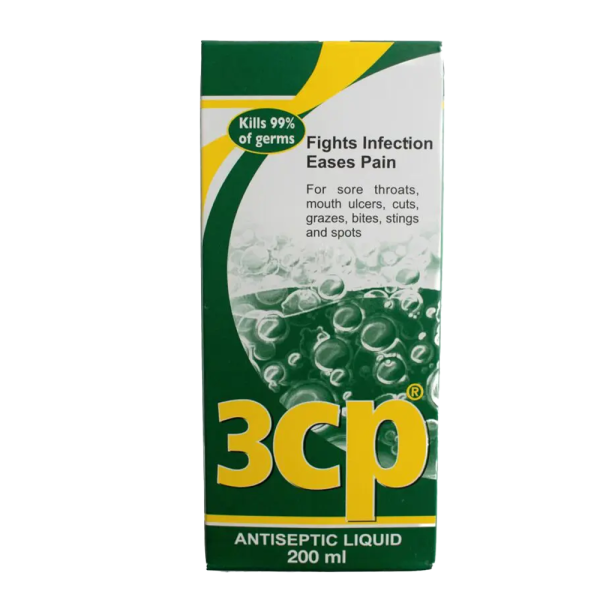 Kills 99%
of germs
Fights Infection
Eases Pain
For sore throats,
mouth ulcers, cuts,
grazes, bites, stings
and spots
3cp®
ANTISEPTIC LIQUID
200 ml